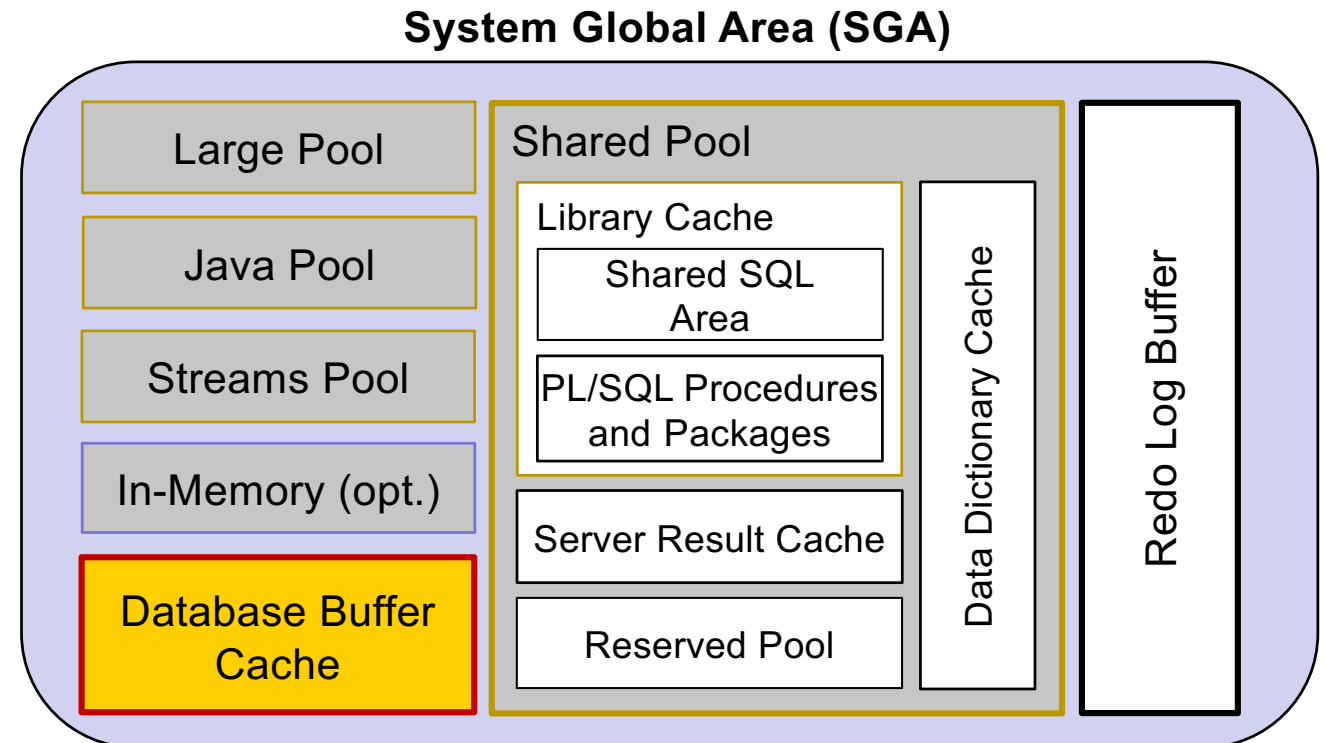 System Global Area (SGA)
Large Pool
Java Pool
Streams Pool
In-Memory (opt.)
Database Buffer
Cache
Shared Pool
Library Cache
Shared SQL
Area
PL/SQL Procedures
and Packages
Server Result Cache
Reserved Pool
Data Dictionary Cache
Redo Log Buffer